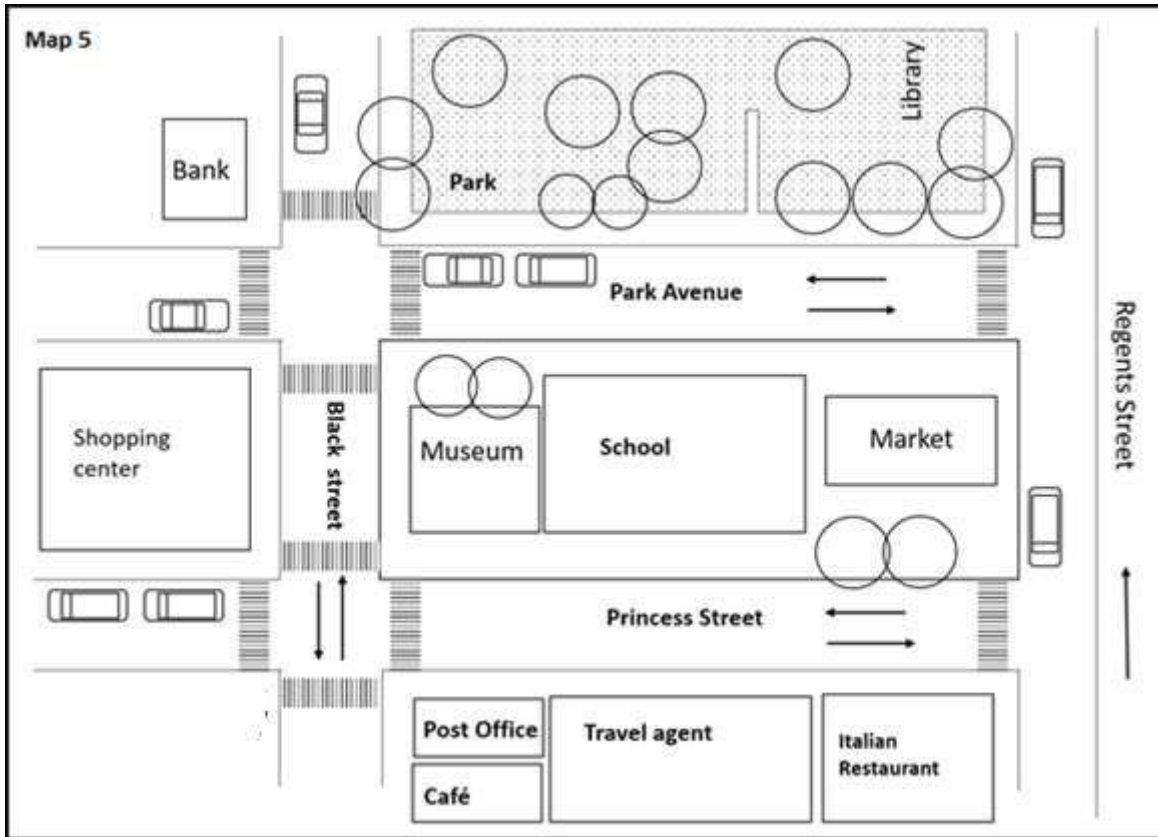 Map 5
Library
Bank
Park
Park Avenue
Regents Street
Shopping
center
Black street
Museum
School
Market
Princess Street
Post Office
Travel agent
Italian
Restaurant
Café